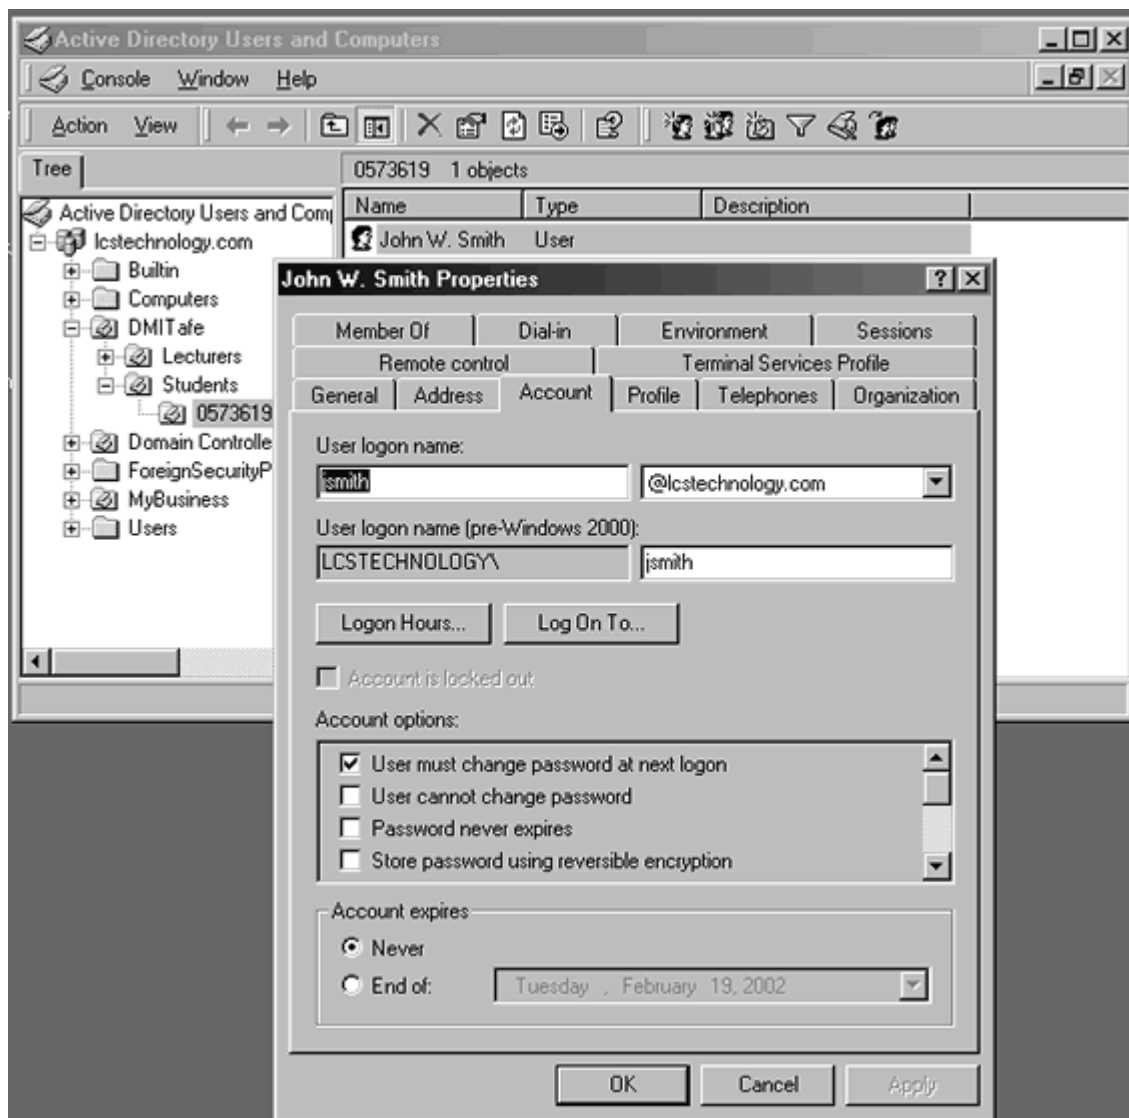 Active Directory Users and Computers
Console Window Help
Action View
Tree
0573619 1 objects
Active Directory Users and Comp
Name Type Description
lcstechnology.com
John W. Smith User
Builtin
Computers
DMITafe
Lecturers
Students
0573619
Domain Controlle
ForeignSecurityP
MyBusiness
Users
John W. Smith Properties
Member Of Dial-in Environment Sessions
Remote control Terminal Services Profile
General Address Account Profile Telephones Organization
User logon name:
jsmith @lcstechnology.com
User logon name (pre-Windows 2000):
LCSTECHNOLOGY\ jsmith
Logon Hours... Log On To...
Account is locked out
Account options:
User must change password at next logon
User cannot change password
Password never expires
Store password using reversible encryption
Account expires
Never
End of: Tuesday , February 19, 2002
OK Cancel Apply